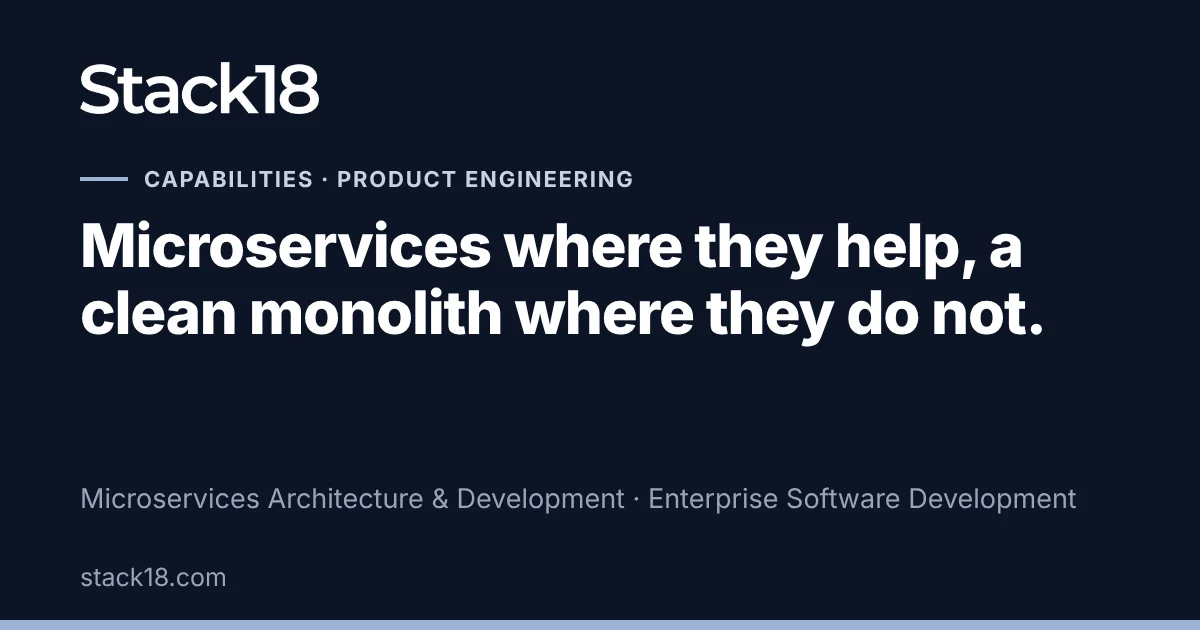 Stack18
CAPABILITIES · PRODUCT ENGINEERING
Microservices where they help, a
clean monolith where they do not.
Microservices Architecture & Development · Enterprise Software Development
stack18.com